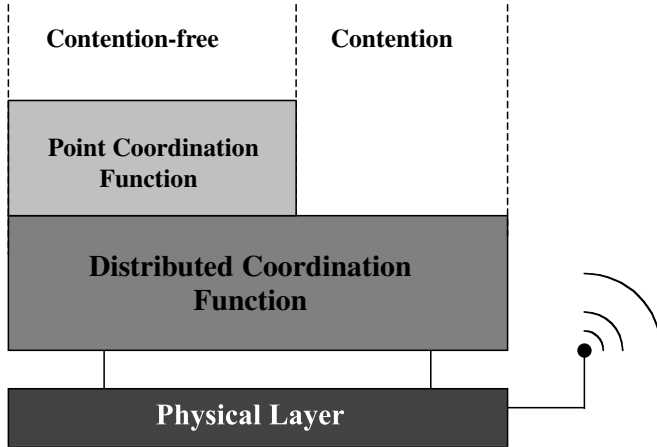 Contention-free
Contention
Point Coordination
Function
Distributed Coordination
Function
Physical Layer